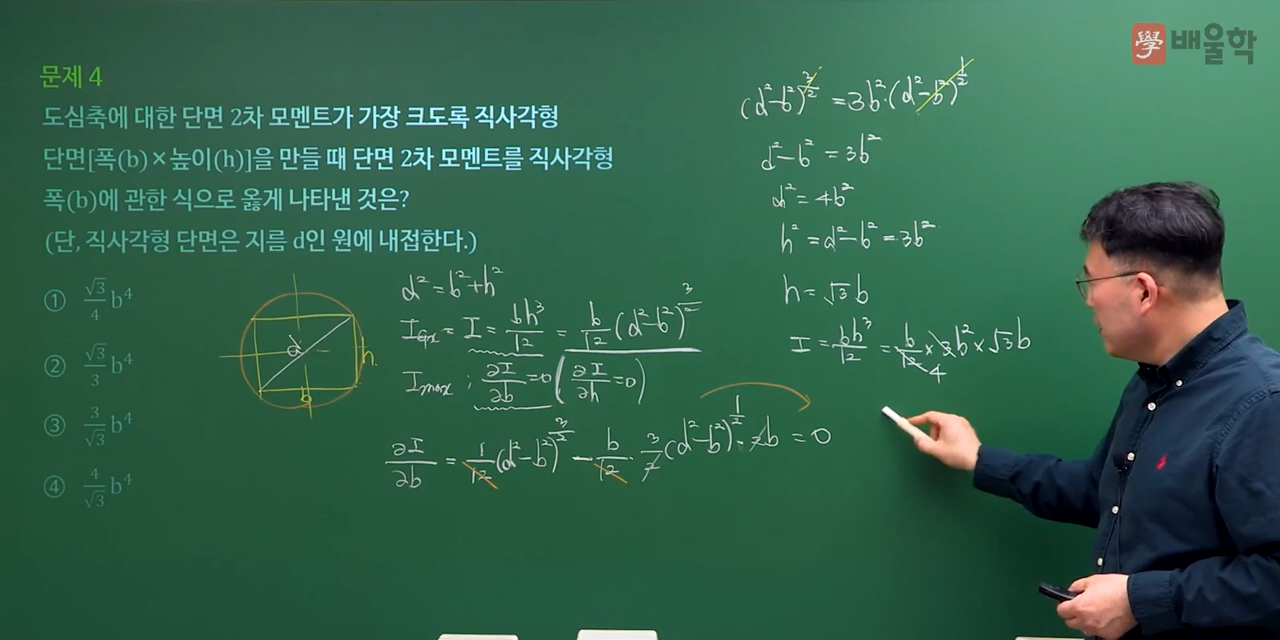 學 배울학
문제 4
도심축에 대한 단면 2차 모멘트가 가장 크도록 직사각형
단면[폭(b)×높이(h)]을 만들 때 단면 2차 모멘트를 직사각형
폭(b)에 관한 식으로 옳게 나타낸 것은?
(단, 직사각형 단면은 지름 d인 원에 내접한다.)
① √3/4 b⁴
② √3/3 b⁴
③ 3/√3 b⁴
④ 4/√3 b⁴
d
h
b
d² = b² + h²
= I = bh³/12 = b/12 (d²-b²)^(3/2)
Imax ; ∂I/∂b = 0 (∂I/∂h = 0)
∂I/∂b = 1/12 (d²-b²)^(3/2) - b/12 · 3/2 (d²-b²)^(1/2) · 2b = 0
(d²-b²)^(3/2) = 3b² · (d²-b²)^(1/2)
d²-b² = 3b²
d² = 4b²
h² = d²-b² = 3b²
h = √3 b
I = bh³/12 = b/12 × 3b² × √3 b
4